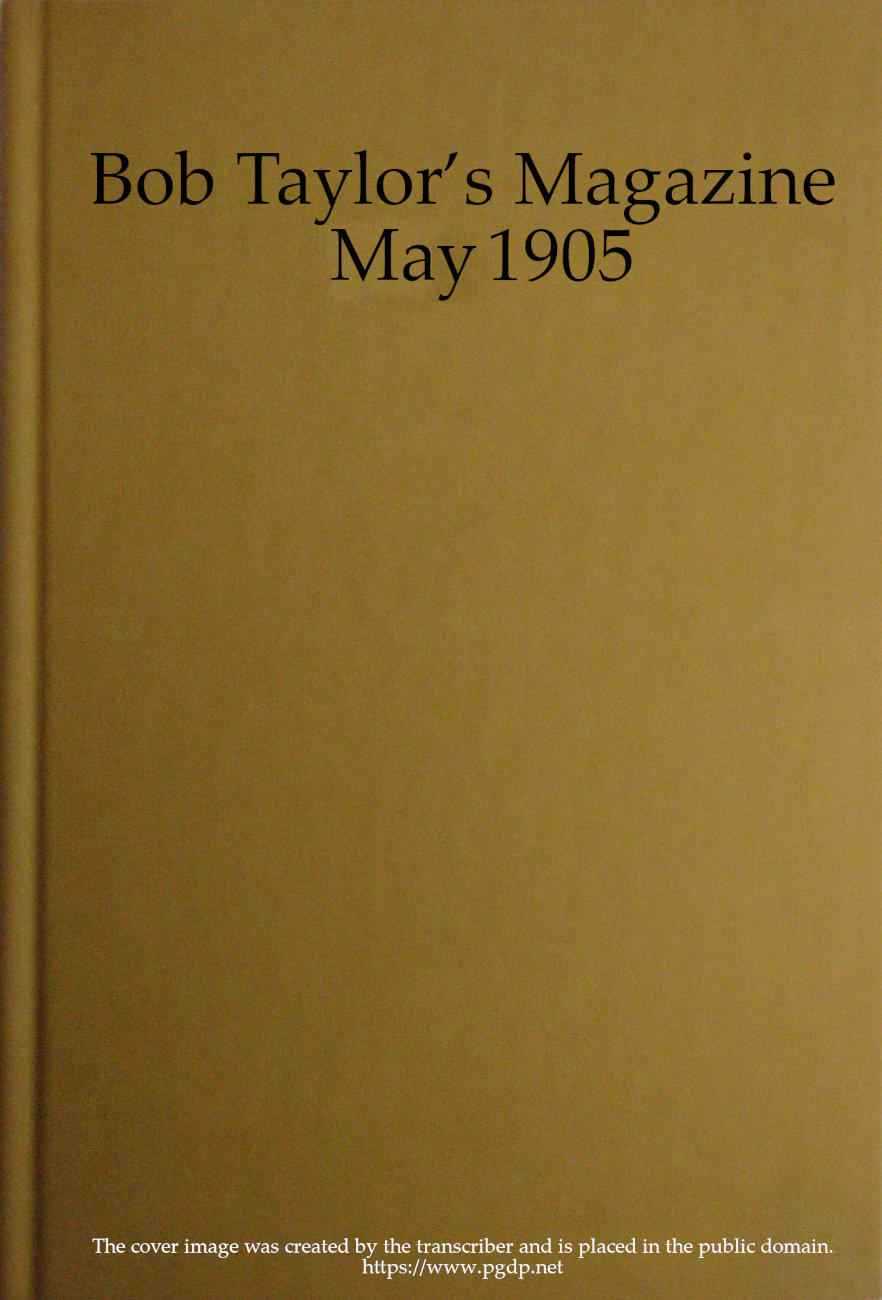 Bob Taylor’s Magazine
May 1905
The cover image was created by the transcriber and is placed in the public domain.
https://www.pgdp.net